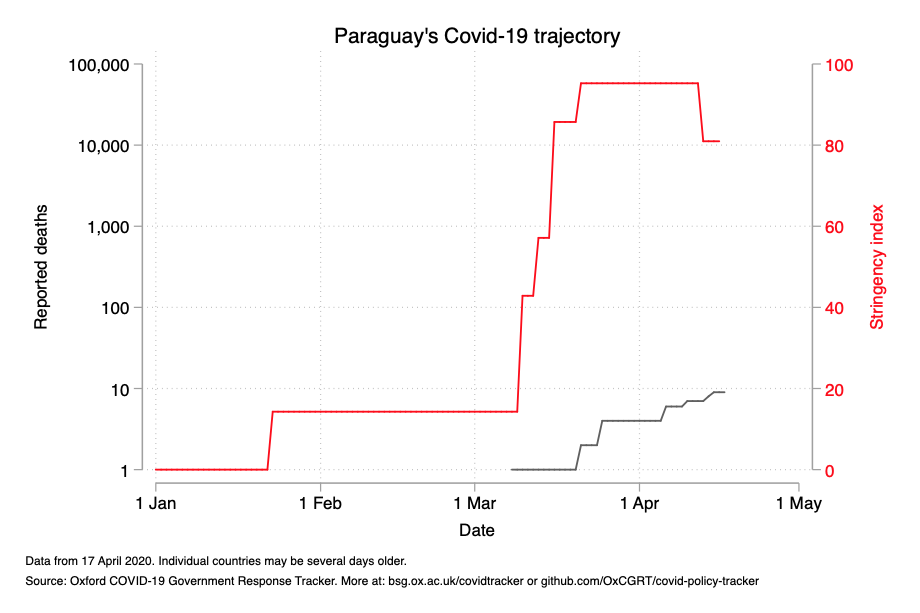 Paraguay's Covid-19 trajectory
100,000
10,000
1,000
100
10
1
Reported deaths
100
80
60
40
20
0
Stringency index
1 Jan
1 Feb
1 Mar
1 Apr
1 May
Date
Data from 17 April 2020. Individual countries may be several days older.
Source: Oxford COVID-19 Government Response Tracker. More at: bsg.ox.ac.uk/covidtracker or github.com/OxCGRT/covid-policy-tracker